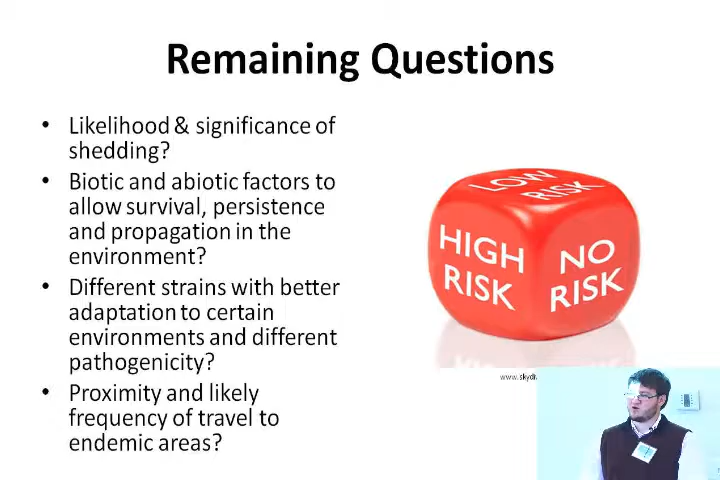 Remaining Questions
• Likelihood & significance of
shedding?
• Biotic and abiotic factors to
allow survival, persistence
and propagation in the
environment?
• Different strains with better
adaptation to certain
environments and different
pathogenicity?
• Proximity and likely
frequency of travel to
endemic areas?
LOW
RISK
HIGH
RISK
NO
RISK
www.skydi